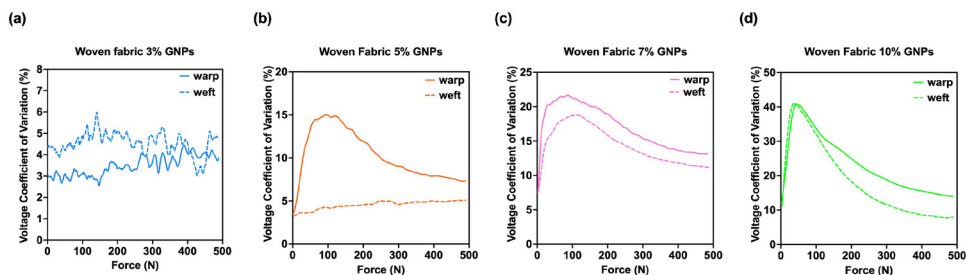 (a)
Woven fabric 3% GNPs
Voltage Coefficient of Variation (%)
8
7
6
5
4
3
2
1
0
0 100 200 300 400 500
Force (N)
warp
weft
(b)
Woven Fabric 5% GNPs
Voltage Coefficient of Variation (%)
20
15
10
5
0
0 100 200 300 400 500
Force (N)
warp
weft
(c)
Woven Fabric 7% GNPs
Voltage Coefficient of Variation (%)
25
20
15
10
5
0
0 100 200 300 400 500
Force (N)
warp
weft
(d)
Woven Fabric 10% GNPs
Voltage Coefficient of Variation (%)
50
40
30
20
10
0
0 100 200 300 400 500
Force (N)
warp
weft